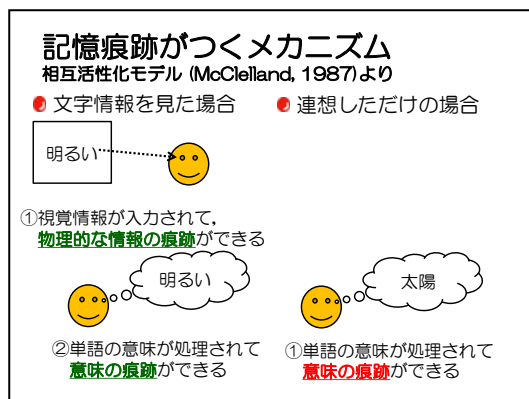 記憶痕跡がつくメカニズム
相互活性化モデル (McClelland, 1987)より
文字情報を見た場合
連想しただけの場合
明るい
①視覚情報が入力されて,
物理的な情報の痕跡ができる
明るい
太陽
②単語の意味が処理されて
意味の痕跡ができる
①単語の意味が処理されて
意味の痕跡ができる